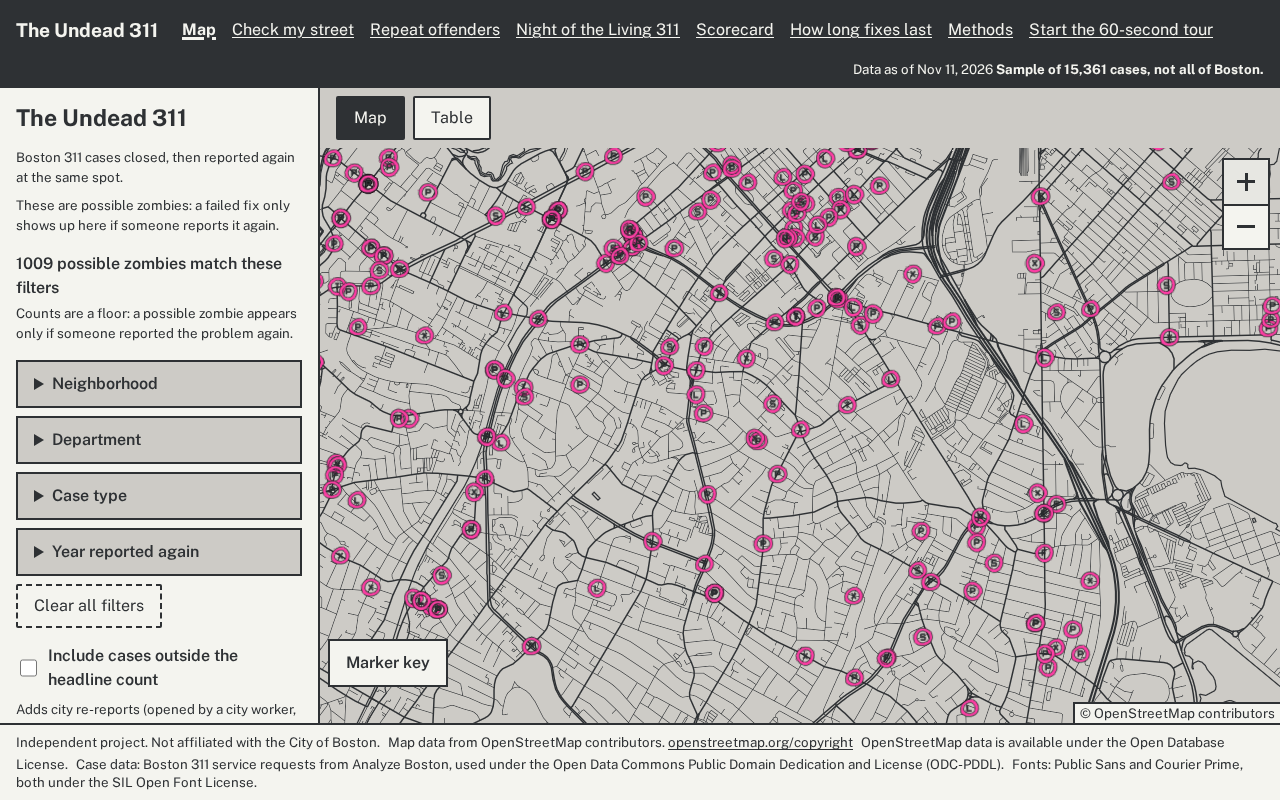 The Undead 311
Map Check my street Repeat offenders Night of the Living 311 Scorecard How long fixes last Methods Start the 60-second tour
Data as of Nov 11, 2026 Sample of 15,361 cases, not all of Boston.
The Undead 311
Boston 311 cases closed, then reported again
at the same spot.
These are possible zombies: a failed fix only
shows up here if someone reports it again.
1009 possible zombies match these
filters
Counts are a floor: a possible zombie appears
only if someone reported the problem again.
Neighborhood
Department
Case type
Year reported again
Clear all filters
Include cases outside the
headline count
Adds city re-reports (opened by a city worker,
Map Table
+
−
Marker key
© OpenStreetMap contributors
Independent project. Not affiliated with the City of Boston. Map data from OpenStreetMap contributors. openstreetmap.org/copyright OpenStreetMap data is available under the Open Database
License. Case data: Boston 311 service requests from Analyze Boston, used under the Open Data Commons Public Domain Dedication and License (ODC-PDDL). Fonts: Public Sans and Courier Prime,
both under the SIL Open Font License.